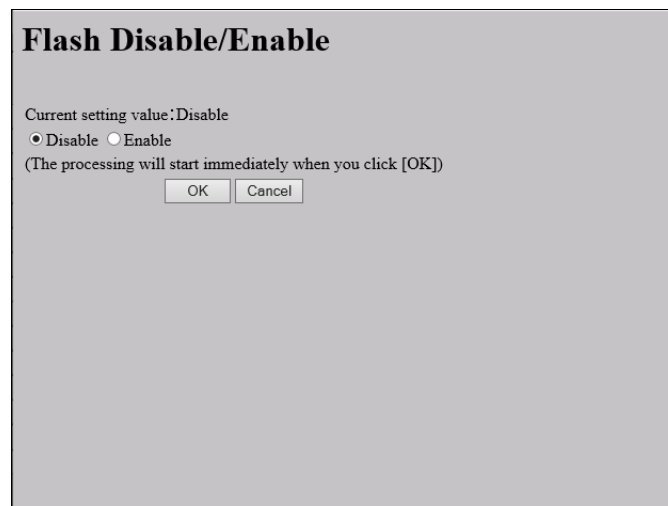 Flash Disable/Enable
Current setting value:Disable
Disable Enable
(The processing will start immediately when you click [OK])
OK Cancel